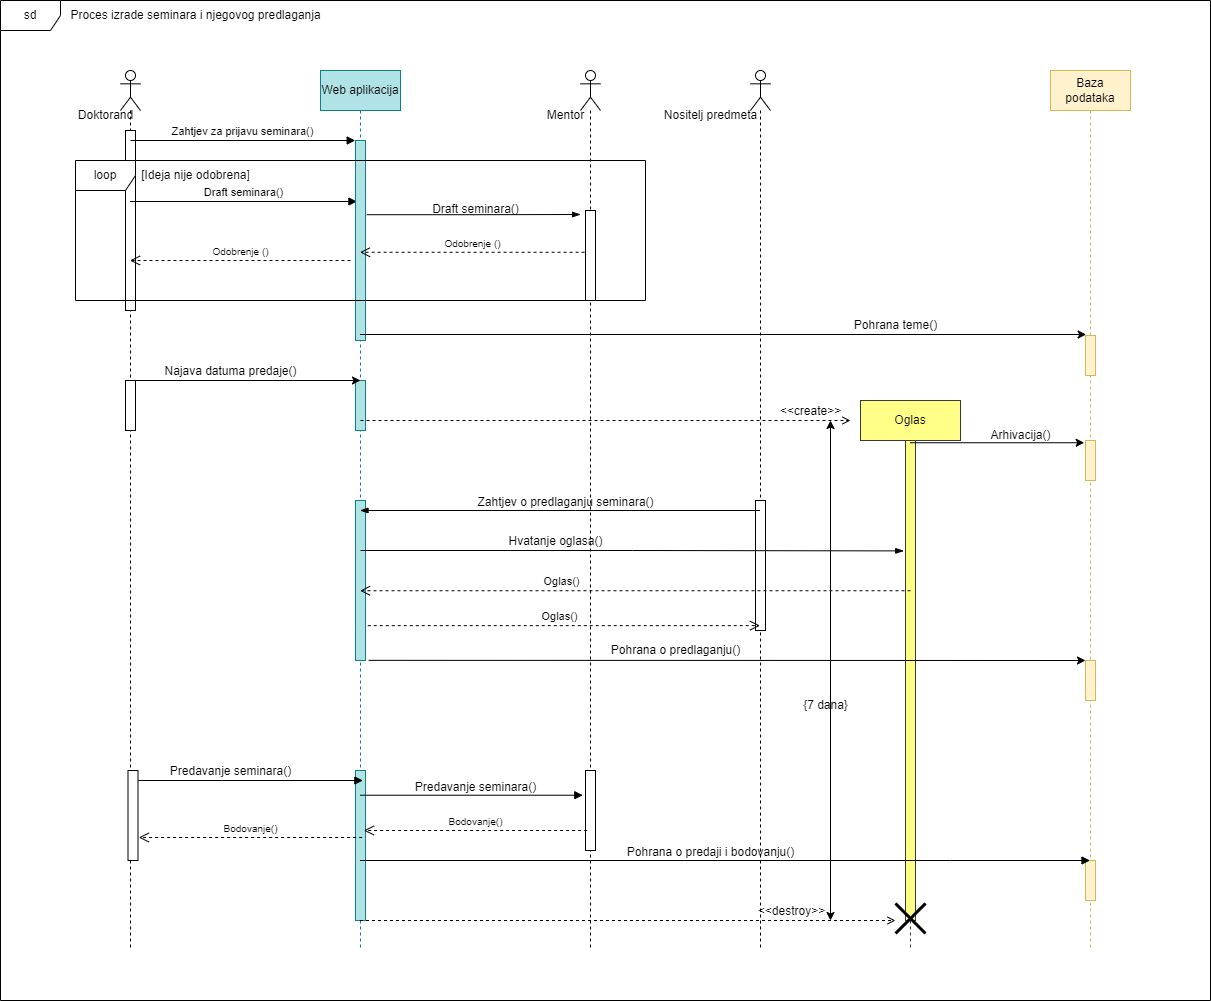 sd
Proces izrade seminara i njegovog predlaganja
Doktorand
Web aplikacija
Mentor
Nositelj predmeta
Baza
podataka
Zahtjev za prijavu seminara()
loop
[Ideja nije odobrena]
Draft seminara()
Draft seminara()
Odobrenje ()
Odobrenje ()
Pohrana teme()
Najava datuma predaje()
<<create>>
Oglas
Arhivacija()
Zahtjev o predlaganju seminara()
Hvatanje oglasa()
Oglas()
Oglas()
Pohrana o predlaganju()
{7 dana}
Predavanje seminara()
Predavanje seminara()
Bodovanje()
Bodovanje()
Pohrana o predaji i bodovanju()
<<destroy>>